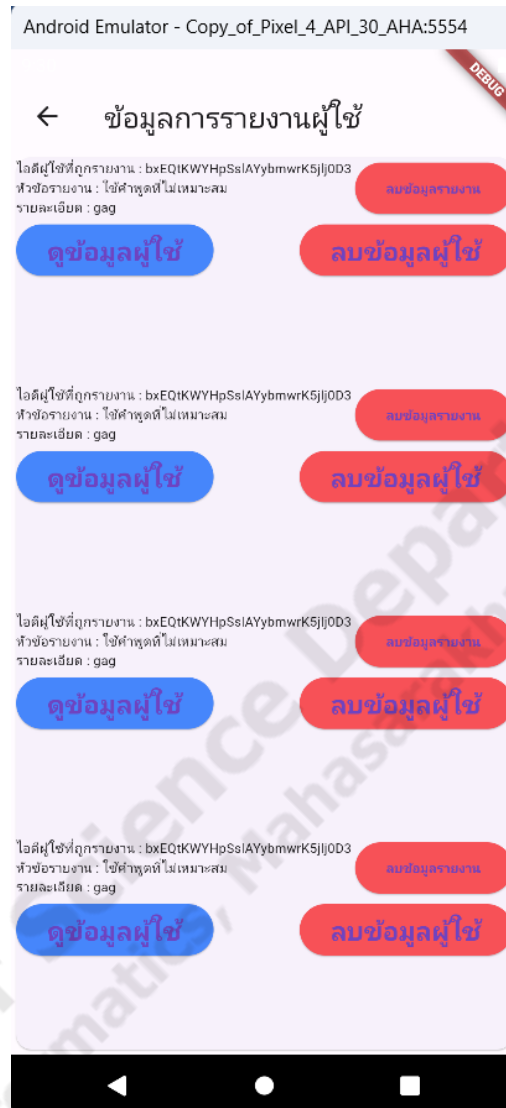 Android Emulator - Copy_of_Pixel_4_API_30_AHA:5554
DEBUG
ข้อมูลการรายงานผู้ใช้
ไอดีผู้ใช้ที่ถูกรายงาน : bxEQtKWYHpSslAYybmwrK5jlj0D3
หัวข้อรายงาน : ใช้คำพูดที่ไม่เหมาะสม
รายละเอียด : gag
ลบข้อมูลรายงาน
ดูข้อมูลผู้ใช้
ลบข้อมูลผู้ใช้
ไอดีผู้ใช้ที่ถูกรายงาน : bxEQtKWYHpSslAYybmwrK5jlj0D3
หัวข้อรายงาน : ใช้คำพูดที่ไม่เหมาะสม
รายละเอียด : gag
ลบข้อมูลรายงาน
ดูข้อมูลผู้ใช้
ลบข้อมูลผู้ใช้
ไอดีผู้ใช้ที่ถูกรายงาน : bxEQtKWYHpSslAYybmwrK5jlj0D3
หัวข้อรายงาน : ใช้คำพูดที่ไม่เหมาะสม
รายละเอียด : gag
ลบข้อมูลรายงาน
ดูข้อมูลผู้ใช้
ลบข้อมูลผู้ใช้
ไอดีผู้ใช้ที่ถูกรายงาน : bxEQtKWYHpSslAYybmwrK5jlj0D3
หัวข้อรายงาน : ใช้คำพูดที่ไม่เหมาะสม
รายละเอียด : gag
ลบข้อมูลรายงาน
ดูข้อมูลผู้ใช้
ลบข้อมูลผู้ใช้
Science